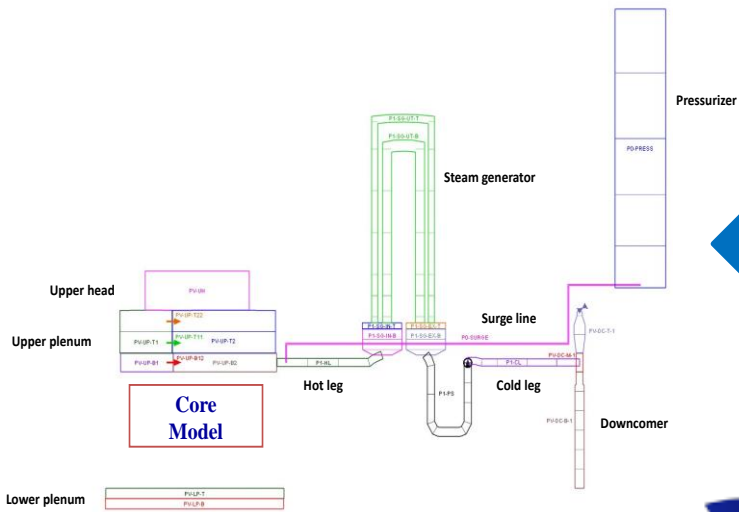 Pressurizer
P0-PRESS
P1-SG-UT-T
P1-SG-UT-B
Steam generator
Upper head
PV-UH
Upper plenum
PV-UP-T22
PV-UP-T1
PV-UP-T11
PV-UP-T2
PV-UP-B1
PV-UP-B12
PV-UP-B2
P1-SG-IN-T
P1-SG-IN-B
P1-SG-EX-T
P1-SG-EX-B
Surge line
P0-SURGE
P1-HL
Hot leg
P1-PS
P1-CL
Cold leg
PV-DC-T-1
PV-DC-M-1
PV-DC-B-1
Downcomer
Core
Model
Lower plenum
PV-LP-T
PV-LP-B